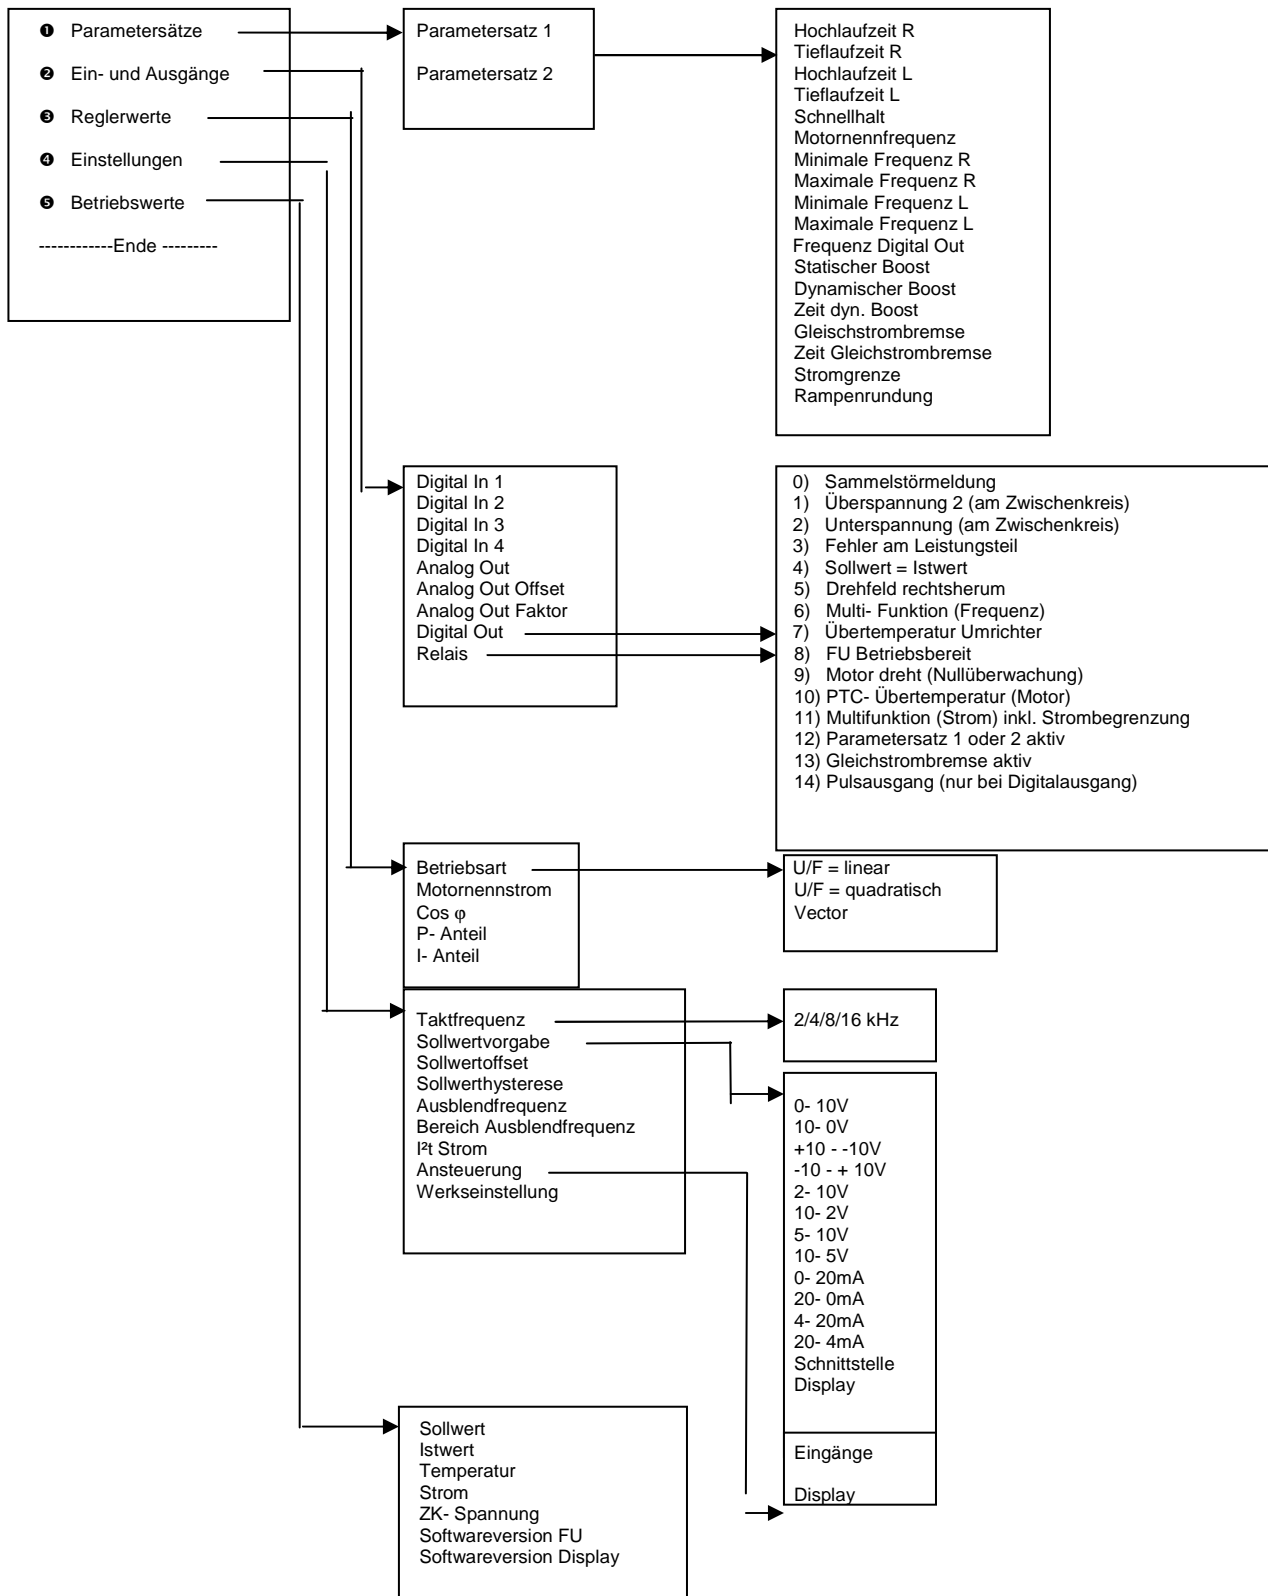 ❶ Parametersätze
❷ Ein- und Ausgänge
❸ Reglerwerte
❹ Einstellungen
❺ Betriebswerte
------------Ende ---------
Parametersatz 1
Parametersatz 2
Hochlaufzeit R
Tieflaufzeit R
Hochlaufzeit L
Tieflaufzeit L
Schnellhalt
Motornennfrequenz
Minimale Frequenz R
Maximale Frequenz R
Minimale Frequenz L
Maximale Frequenz L
Frequenz Digital Out
Statischer Boost
Dynamischer Boost
Zeit dyn. Boost
Gleischstrombremse
Zeit Gleichstrombremse
Stromgrenze
Rampenrundung
Digital In 1
Digital In 2
Digital In 3
Digital In 4
Analog Out
Analog Out Offset
Analog Out Faktor
Digital Out
Relais
0) Sammelstörmeldung
1) Überspannung 2 (am Zwischenkreis)
2) Unterspannung (am Zwischenkreis)
3) Fehler am Leistungsteil
4) Sollwert = Istwert
5) Drehfeld rechtsherum
6) Multi- Funktion (Frequenz)
7) Übertemperatur Umrichter
8) FU Betriebsbereit
9) Motor dreht (Nullüberwachung)
10) PTC- Übertemperatur (Motor)
11) Multifunktion (Strom) inkl. Strombegrenzung
12) Parametersatz 1 oder 2 aktiv
13) Gleichstrombremse aktiv
14) Pulsausgang (nur bei Digitalausgang)
Betriebsart
Motornennstrom
Cos φ
P- Anteil
I- Anteil
U/F = linear
U/F = quadratisch
Vector
Taktfrequenz
Sollwertvorgabe
Sollwertoffset
Sollwerthysterese
Ausblendfrequenz
Bereich Ausblendfrequenz
I²t Strom
Ansteuerung
Werkseinstellung
2/4/8/16 kHz
0- 10V
10- 0V
+10 - -10V
-10 - + 10V
2- 10V
10- 2V
5- 10V
10- 5V
0- 20mA
20- 0mA
4- 20mA
20- 4mA
Schnittstelle
Display
Eingänge
Display
Sollwert
Istwert
Temperatur
Strom
ZK- Spannung
Softwareversion FU
Softwareversion Display